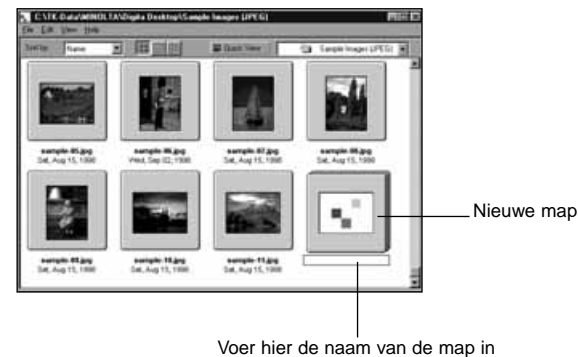 C:\TK-Data\MINOLTA\Digita Desktop\Sample Images (JPEG)
File Edit View Help
Sort by: Name Quick View Sample Images (JPEG)
sample-05.jpg sample-06.jpg sample-07.jpg sample-08.jpg
Sat, Aug 15, 1998 Wed, Sep 02, 1998 Sat, Aug 15, 1998 Sat, Aug 15, 1998
Nieuwe map
sample-09.jpg sample-10.jpg sample-11.jpg
Sat, Aug 15, 1998 Sat, Aug 15, 1998 Sat, Aug 15, 1998
Voer hier de naam van de map in